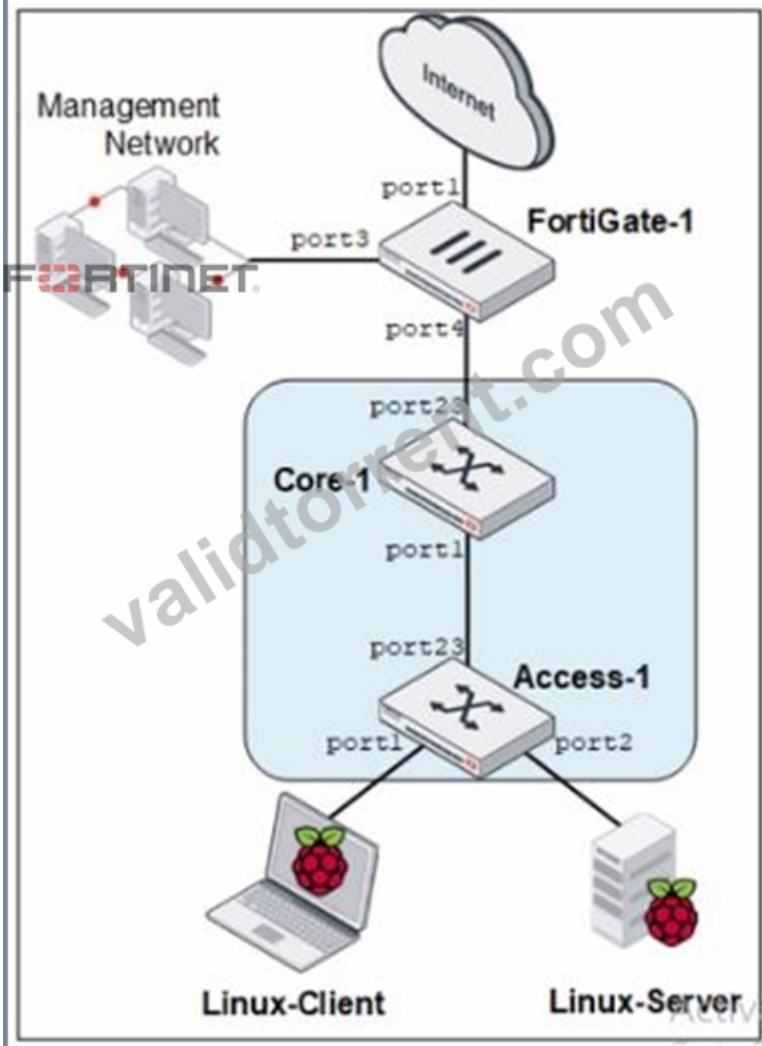 Internet
Management
Network
port1
FortiGate-1
port3
FORTINET
port4
port23
Core-1
port1
validtorrent.com
port23
Access-1
port1
port2
Linux-Client
Linux-Server